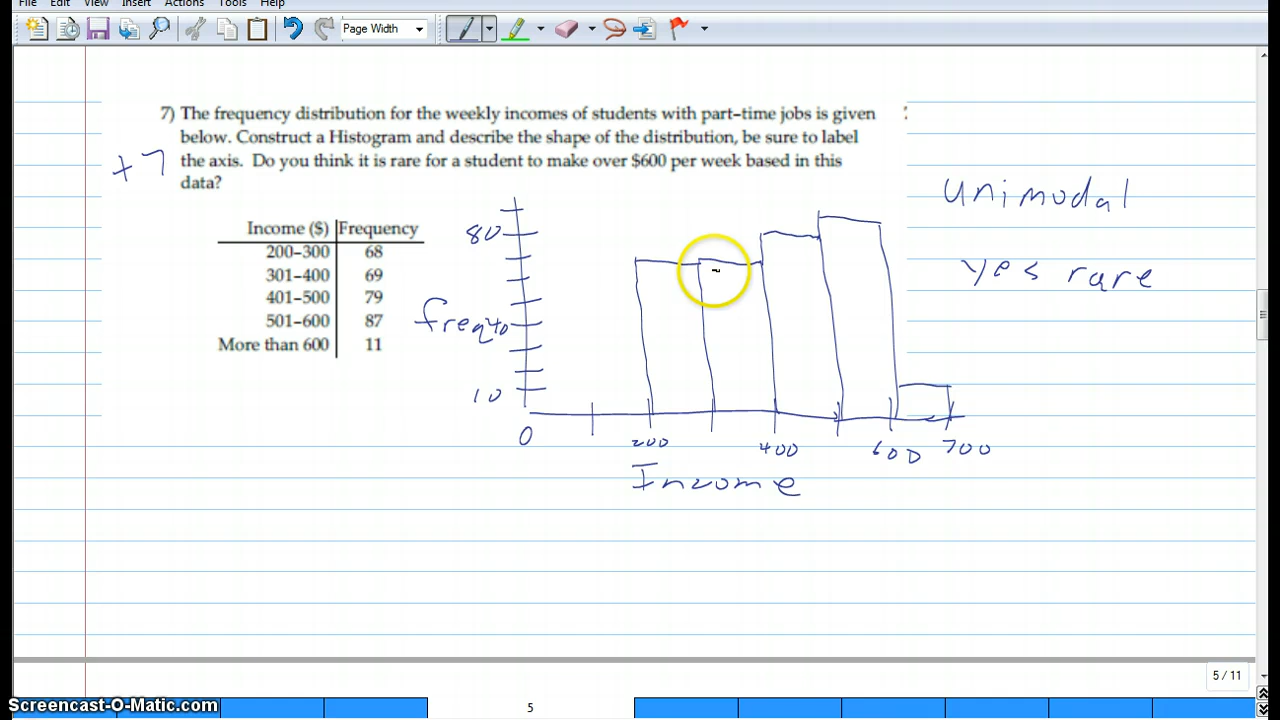 File Edit View Insert Actions Tools Help
Page Width
7) The frequency distribution for the weekly incomes of students with part-time jobs is given
below. Construct a Histogram and describe the shape of the distribution, be sure to label
the axis. Do you think it is rare for a student to make over $600 per week based in this
data?
+7
Income ($) Frequency
200-300 68
301-400 69
401-500 79
501-600 87
More than 600 11
80
freq 40
10
0 200 400 600 700
Income
Unimodal
yes rare
5 / 11
Screencast-O-Matic.com
5